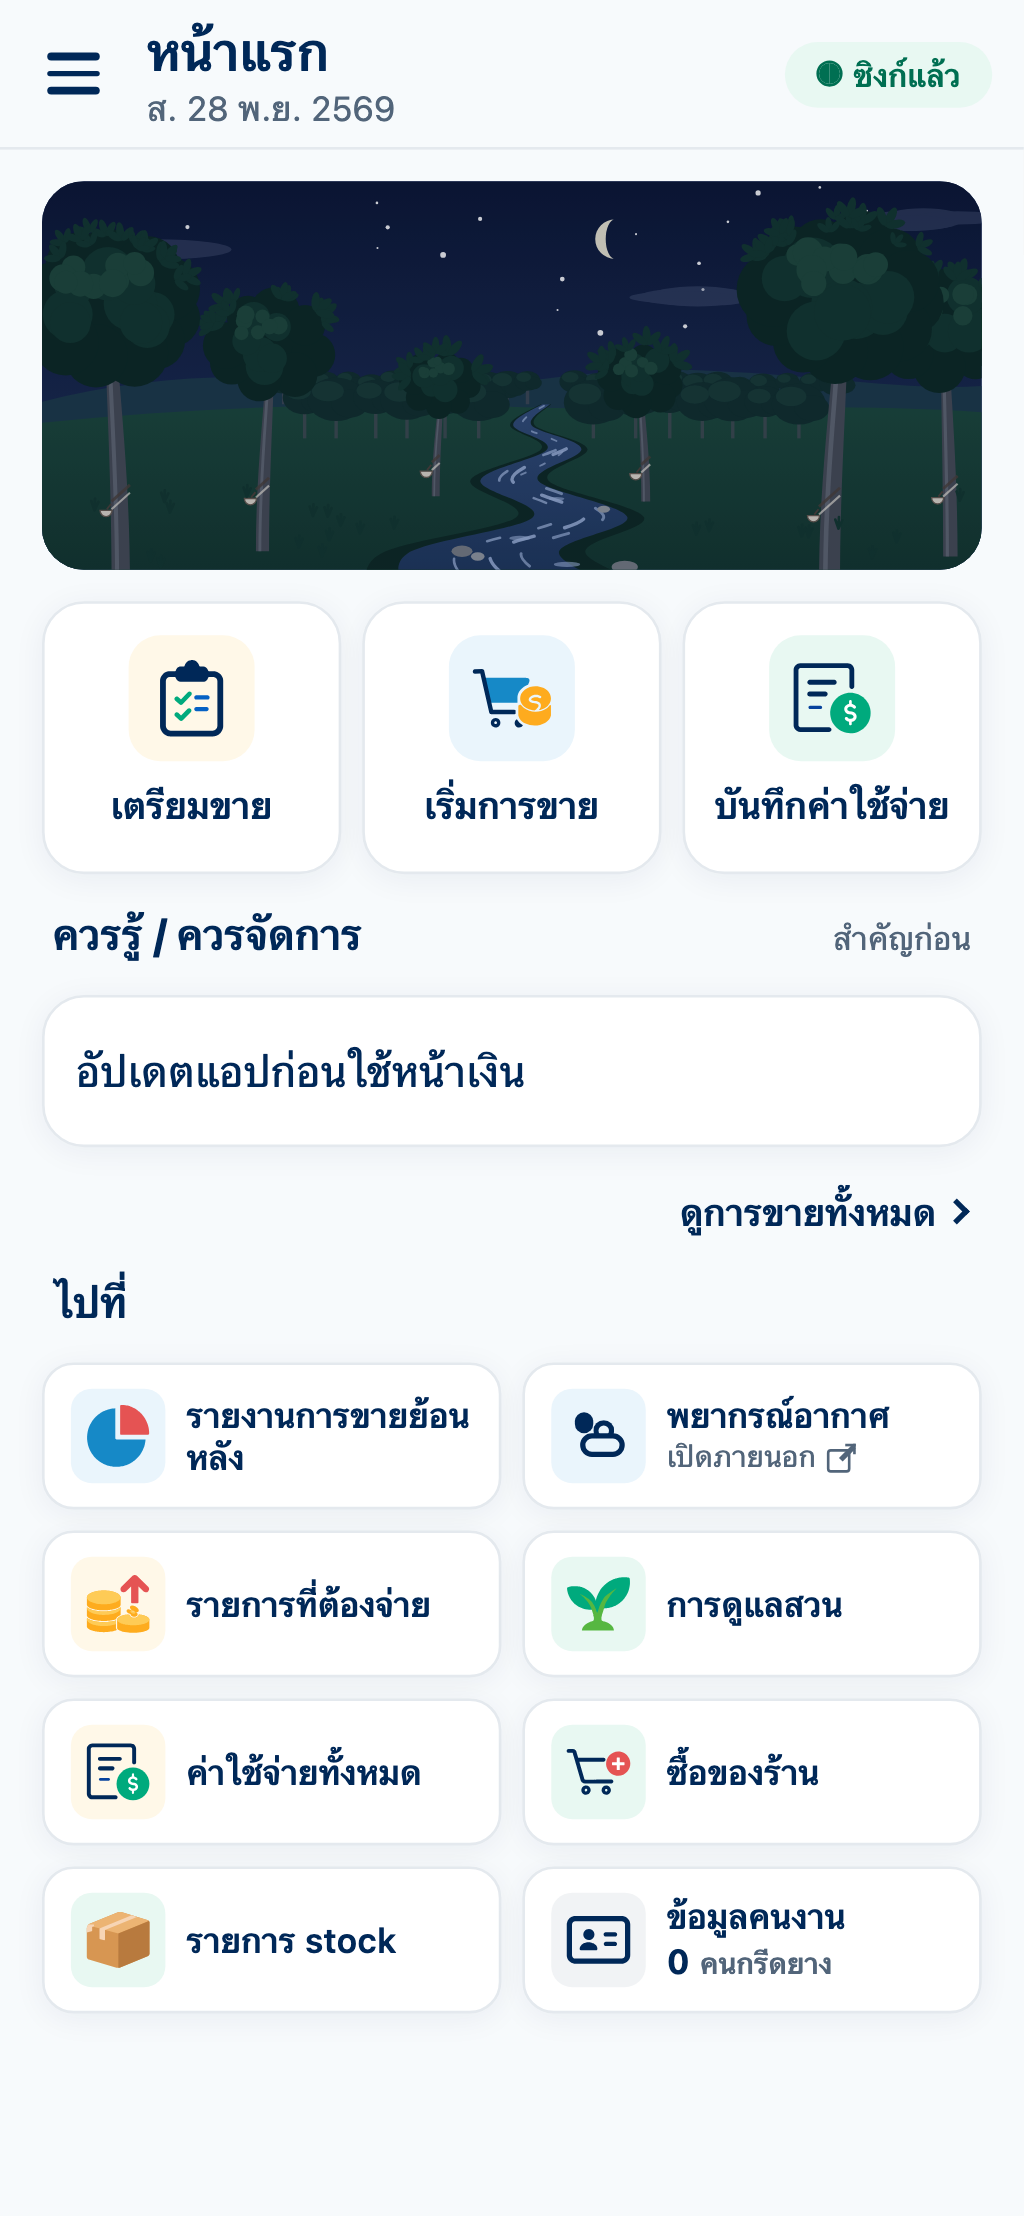 หน้าแรก
ส. 28 พ.ย. 2569
ซิงก์แล้ว
เตรียมขาย
เริ่มการขาย
บันทึกค่าใช้จ่าย
ควรรู้ / ควรจัดการ
สำคัญก่อน
อัปเดตแอปก่อนใช้หน้าเงิน
ดูการขายทั้งหมด
ไปที่
รายงานการขายย้อน
หลัง
พยากรณ์อากาศ
เปิดภายนอก
รายการที่ต้องจ่าย
การดูแลสวน
ค่าใช้จ่ายทั้งหมด
ซื้อของร้าน
รายการ stock
ข้อมูลคนงาน
0 คนกรีดยาง